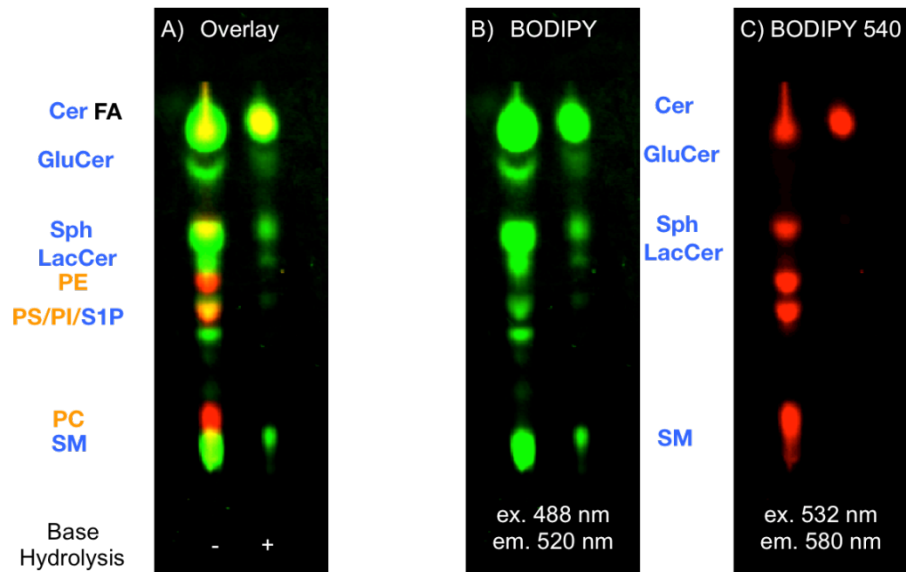 A) Overlay
Cer FA
GluCer
Sph
LacCer
PE
PS/PI/S1P
PC
SM
Base
Hydrolysis
- +
B) BODIPY
ex. 488 nm
em. 520 nm
Cer
GluCer
Sph
LacCer
SM
C) BODIPY 540
ex. 532 nm
em. 580 nm